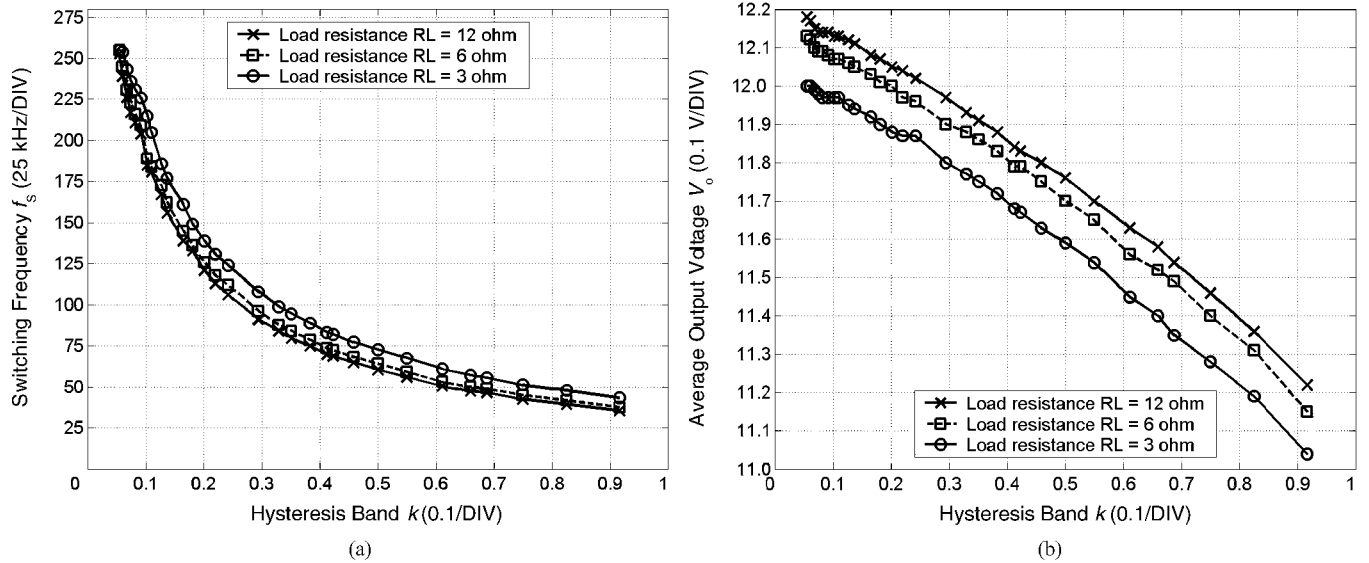 275
250
225
200
175
150
125
100
75
50
25
0
Switching Frequency fs (25 kHz/DIV)
Load resistance RL = 12 ohm
Load resistance RL = 6 ohm
Load resistance RL = 3 ohm
0 0.1 0.2 0.3 0.4 0.5 0.6 0.7 0.8 0.9 1
Hysteresis Band k (0.1/DIV)
(a)
12.2
12.1
12.0
11.9
11.8
11.7
11.6
11.5
11.4
11.3
11.2
11.1
11.0
Average Output Vdtage Vo (0.1 V/DIV)
Load resistance RL = 12 ohm
Load resistance RL = 6 ohm
Load resistance RL = 3 ohm
0 0.1 0.2 0.3 0.4 0.5 0.6 0.7 0.8 0.9 1
Hysteresis Band k (0.1/DIV)
(b)